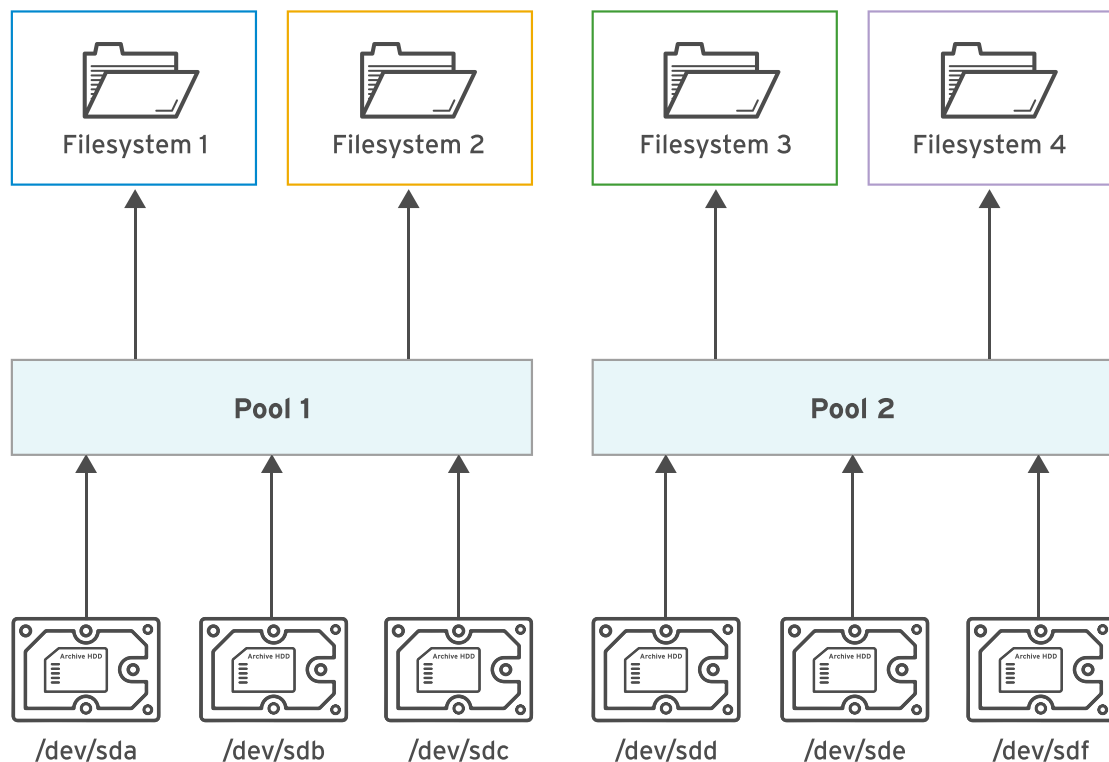 Filesystem 1
Filesystem 2
Filesystem 3
Filesystem 4
Pool 1
Pool 2
Archive HDD
Archive HDD
Archive HDD
Archive HDD
Archive HDD
Archive HDD
/dev/sda
/dev/sdb
/dev/sdc
/dev/sdd
/dev/sde
/dev/sdf